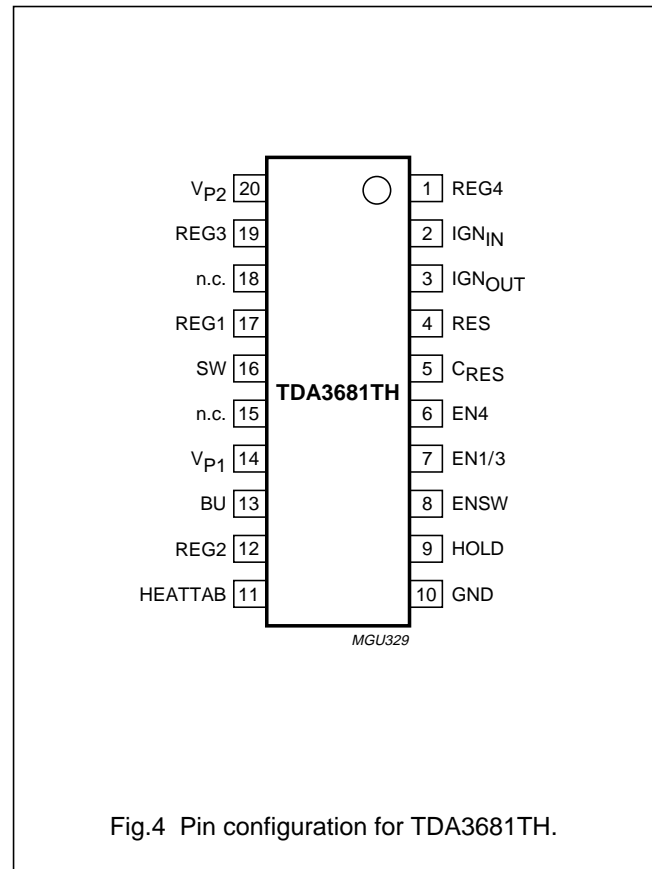 VP2 20 1 REG4
REG3 19 2 IGNIN
n.c. 18 3 IGNOUT
REG1 17 4 RES
SW 16 5 CRES
TDA3681TH
n.c. 15 6 EN4
VP1 14 7 EN1/3
BU 13 8 ENSW
REG2 12 9 HOLD
HEATTAB 11 10 GND
MGU329
Fig.4 Pin configuration for TDA3681TH.